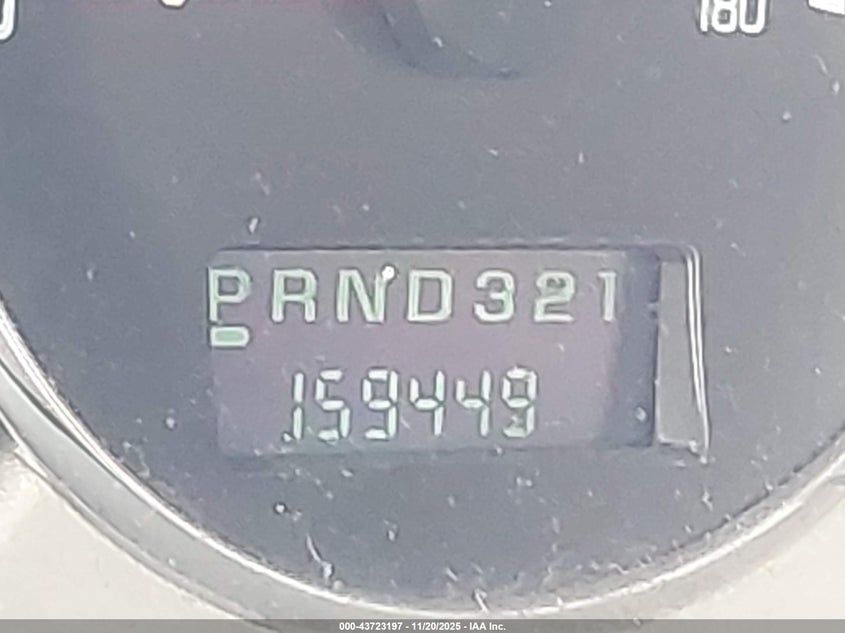 180
PRND321
159449
000-43723197 - 11/20/2025 - IAA Inc.